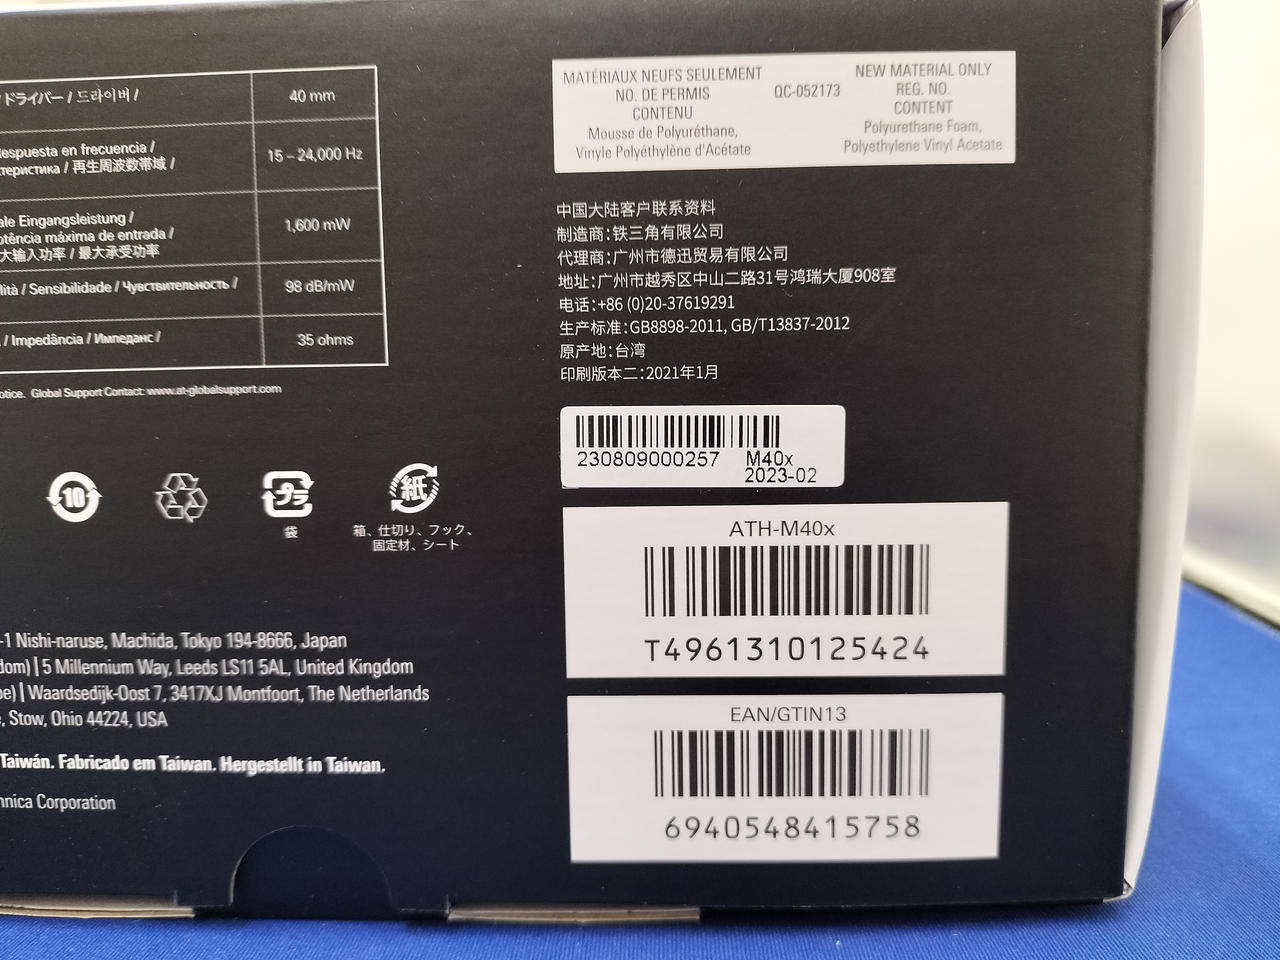 ドライバー / 드라이버 /
40 mm
Respuesta en frecuencia /
теристика / 再生周波数帯域 /
15 – 24,000 Hz
ale Eingangsleistung /
otência máxima de entrada /
大输入功率 / 最大承受功率
1,600 mW
ilità / Sensibilidade / Чувствительность /
98 dB/mW
/ Impedância / Импеданс /
35 ohms
otice. Global Support Contact: www.at-globalsupport.com
10
プラ
袋
紙
箱、仕切り、フック、
固定材、シート
-1 Nishi-naruse, Machida, Tokyo 194-8666, Japan
dom) | 5 Millennium Way, Leeds LS11 5AL, United Kingdom
pe) | Waardsedijk-Oost 7, 3417XJ Montfoort, The Netherlands
, Stow, Ohio 44224, USA
Taiwán. Fabricado em Taiwan. Hergestellt in Taiwan.
hnica Corporation
MATÉRIAUX NEUFS SEULEMENT
NO. DE PERMIS
CONTENU
Mousse de Polyuréthane,
Vinyle Polyéthylène d'Acétate
QC-052173
NEW MATERIAL ONLY
REG. NO.
CONTENT
Polyurethane Foam,
Polyethylene Vinyl Acetate
中国大陆客户联系资料
制造商：铁三角有限公司
代理商：广州市德迅贸易有限公司
地址：广州市越秀区中山二路31号鸿瑞大厦908室
电话：+86 (0)20-37619291
生产标准：GB8898-2011, GB/T13837-2012
原产地：台湾
印刷版本二：2021年1月
230809000257 M40x
2023-02
ATH-M40x
T4961310125424
EAN/GTIN13
6940548415758